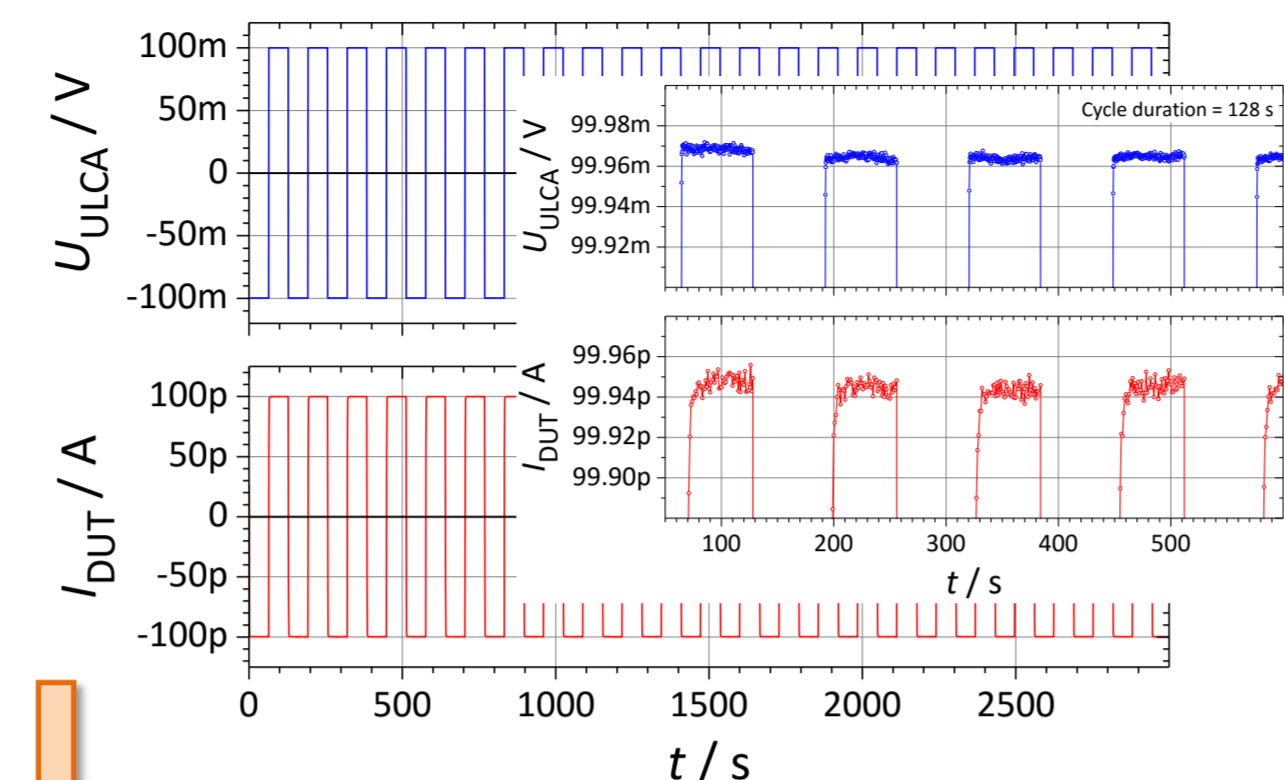 U_ULCA / V
100m
50m
0
-50m
-100m
U_ULCA / V
99.98m
99.96m
99.94m
99.92m
Cycle duration = 128 s
I_DUT / A
100p
50p
0
-50p
-100p
I_DUT / A
99.96p
99.94p
99.92p
99.90p
100 200 300 400 500
t / s
0 500 1000 1500 2000 2500
t / s